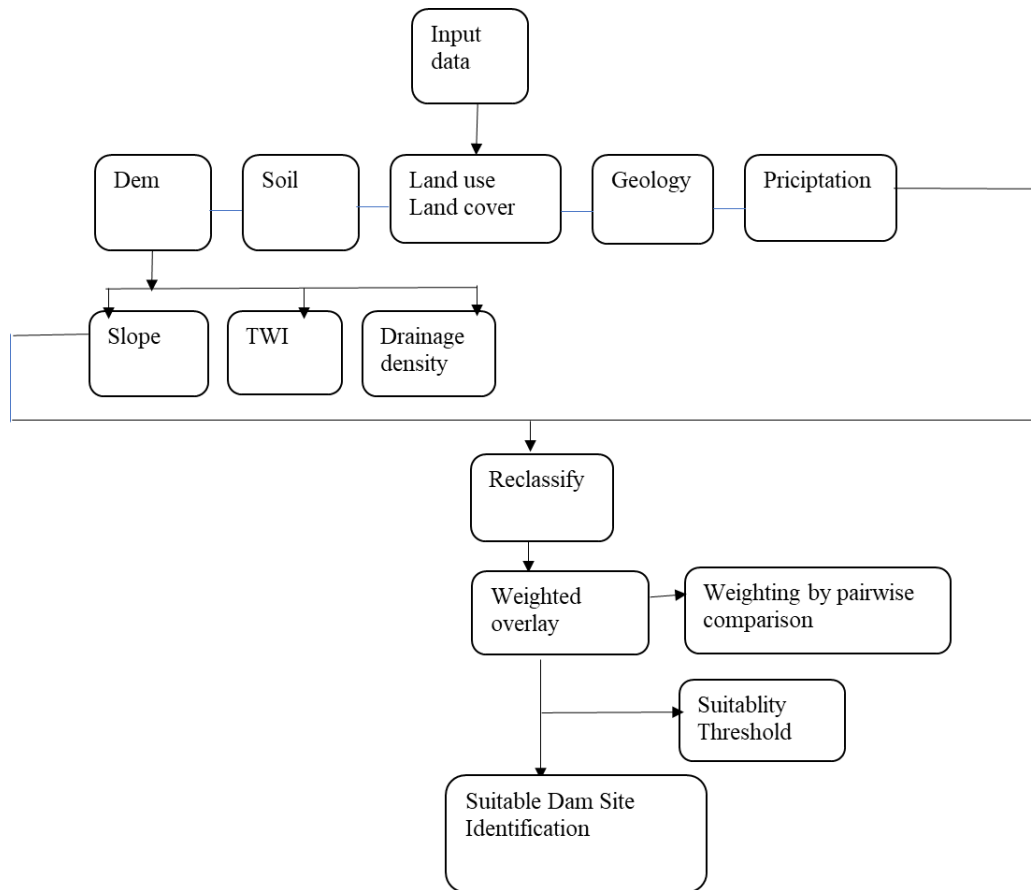 Input
data
Dem
Soil
Land use
Land cover
Geology
Priciptation
Slope
TWI
Drainage
density
Reclassify
Weighted
overlay
Weighting by pairwise
comparison
Suitablity
Threshold
Suitable Dam Site
Identification